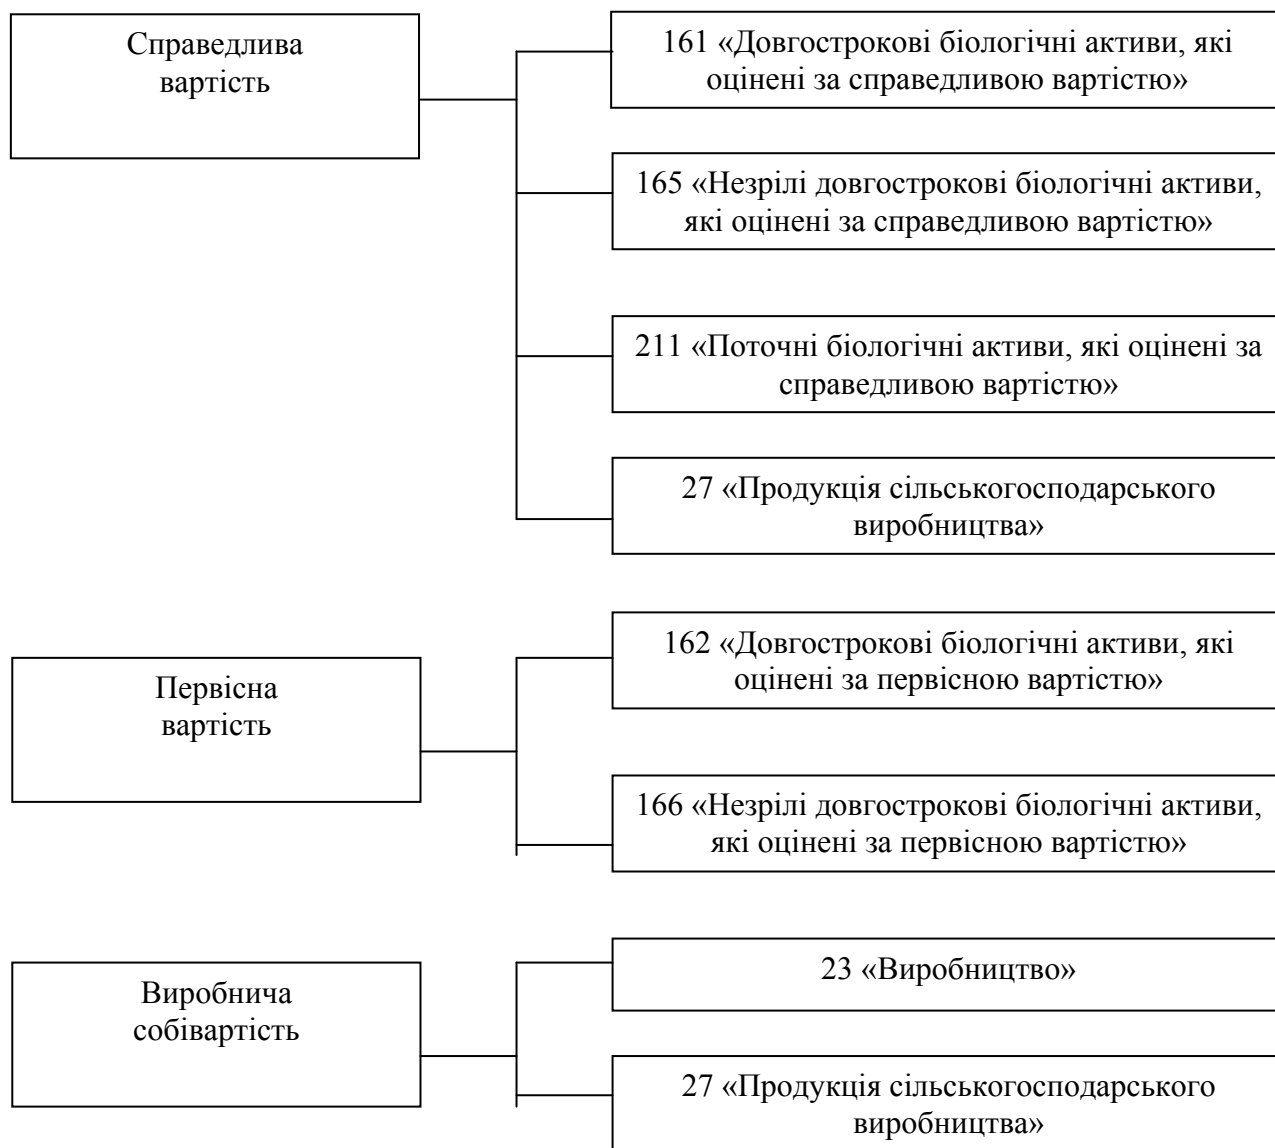 Справедлива
вартість
161 «Довгострокові біологічні активи, які
оцінені за справедливою вартістю»
165 «Незрілі довгострокові біологічні активи,
які оцінені за справедливою вартістю»
211 «Поточні біологічні активи, які оцінені за
справедливою вартістю»
27 «Продукція сільськогосподарського
виробництва»
Первісна
вартість
162 «Довгострокові біологічні активи, які
оцінені за первісною вартістю»
166 «Незрілі довгострокові біологічні активи,
які оцінені за первісною вартістю»
Виробнича
собівартість
23 «Виробництво»
27 «Продукція сільськогосподарського
виробництва»